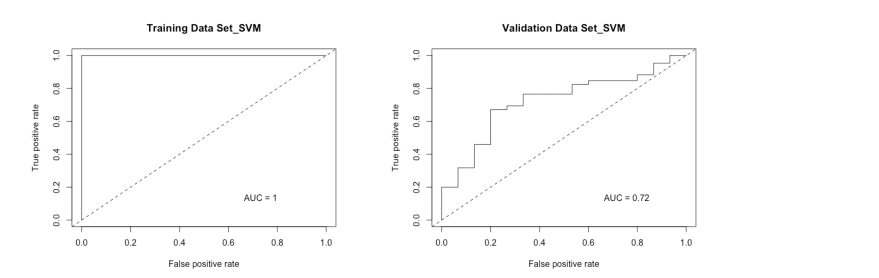 Training Data Set_SVM
True positive rate
1.0
0.8
0.6
0.4
0.2
0.0
AUC = 1
0.0 0.2 0.4 0.6 0.8 1.0
False positive rate
Validation Data Set_SVM
True positive rate
1.0
0.8
0.6
0.4
0.2
0.0
AUC = 0.72
0.0 0.2 0.4 0.6 0.8 1.0
False positive rate